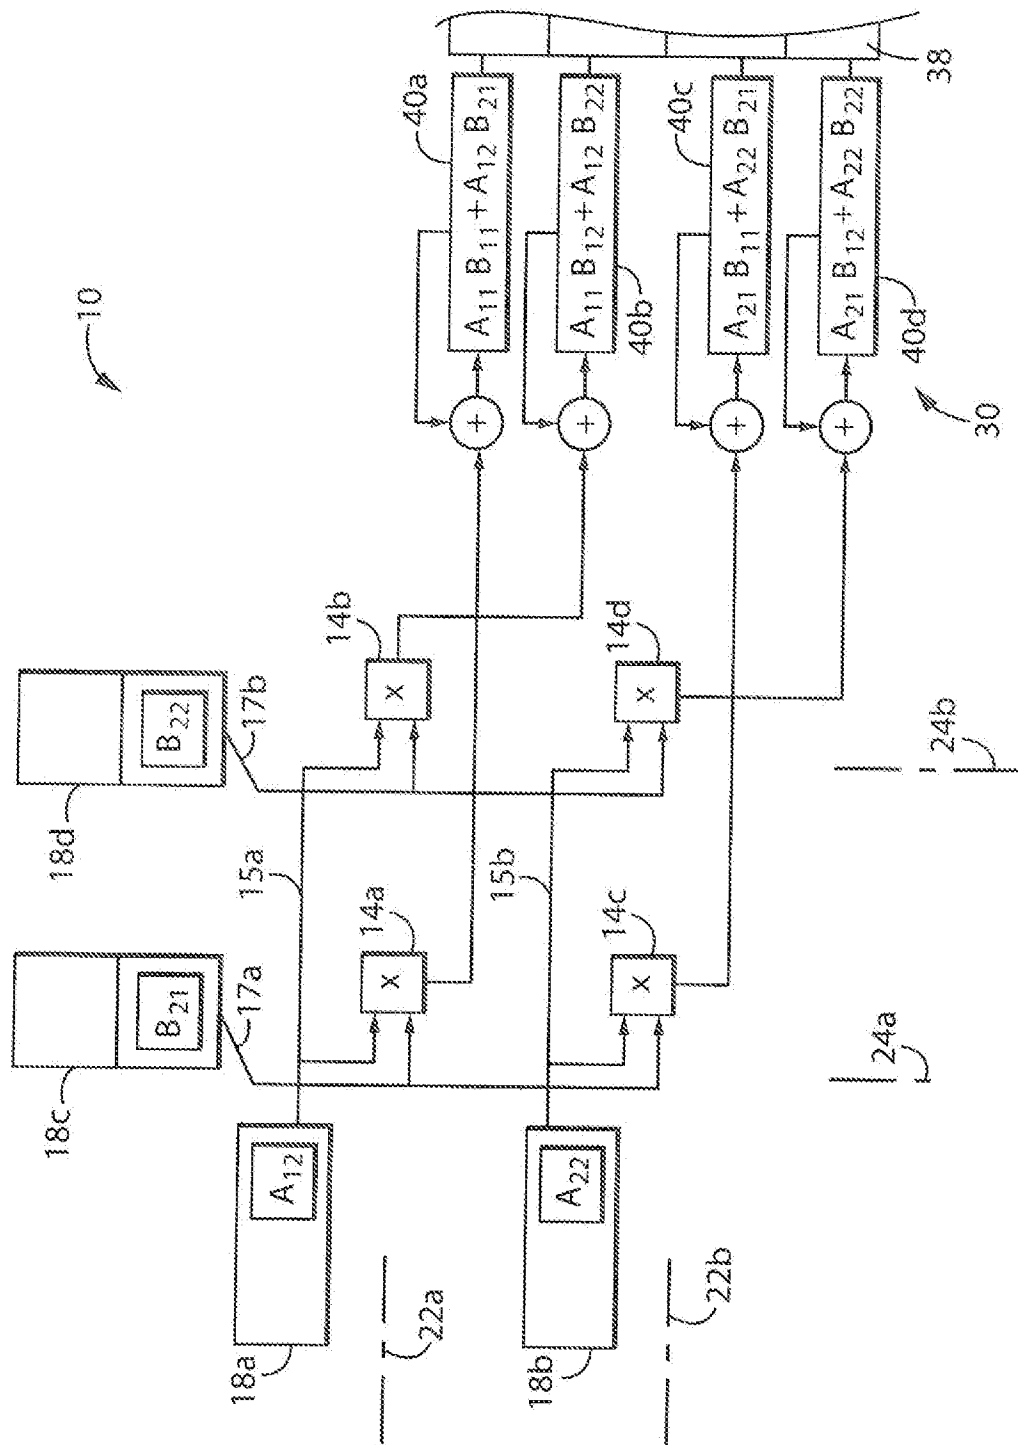 10
18d
B22
17b
14b
x
18c
B21
17a
15a
14a
x
18a
A12
22a
40a
A11 B11 + A12 B21
+
40b
A11 B12 + A12 B22
+
40c
A21 B11 + A22 B21
+
40d
A21 B12 + A22 B22
+
38
30
14d
x
15b
14c
x
18b
A22
22b
24b
24a